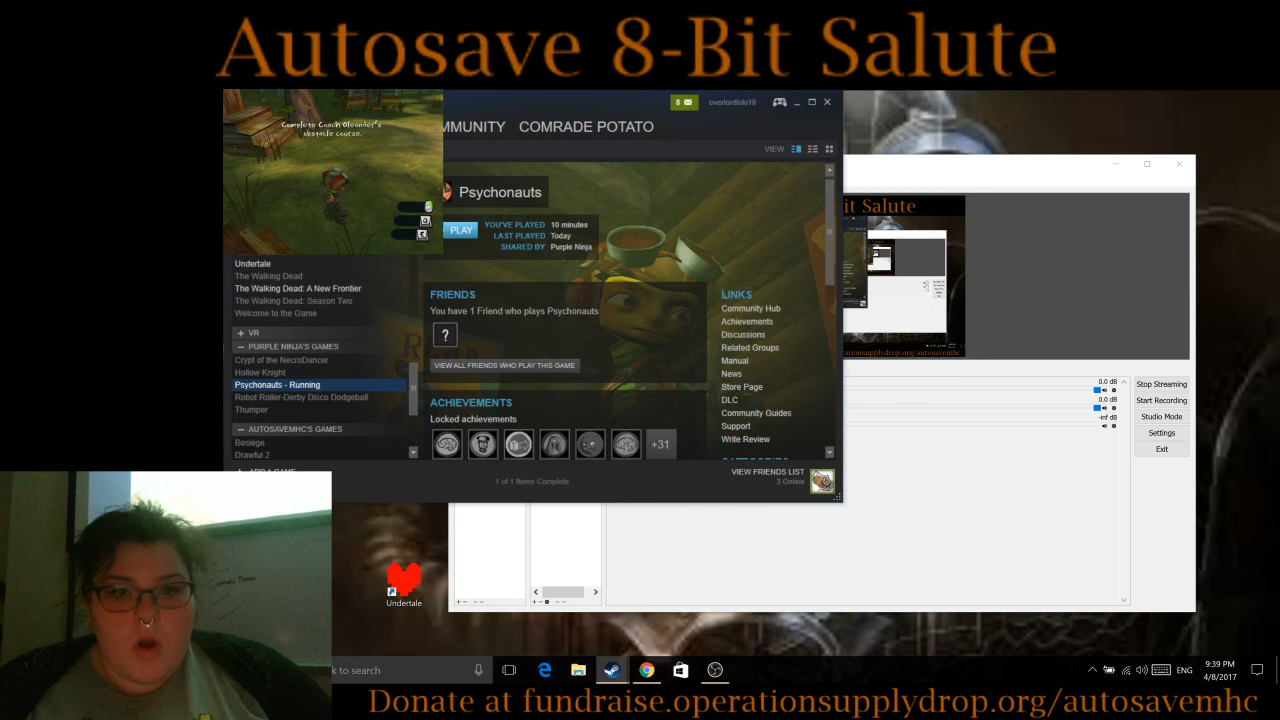 Autosave 8-Bit Salute
Complete Coach Oleander's
obstacle course.
8
overlordloki18
MMUNITY COMRADE POTATO
VIEW
Psychonauts
PLAY
YOU'VE PLAYED 10 minutes
LAST PLAYED Today
SHARED BY Purple Ninja
Undertale
The Walking Dead
The Walking Dead: A New Frontier
The Walking Dead: Season Two
Welcome to the Game
+ VR
− PURPLE NINJA'S GAMES
Crypt of the NecroDancer
Hollow Knight
Psychonauts - Running
Robot Roller-Derby Disco Dodgeball
Thumper
− AUTOSAVEMHC'S GAMES
Besiege
Drawful 2
FRIENDS
You have 1 Friend who plays Psychonauts
?
VIEW ALL FRIENDS WHO PLAY THIS GAME
ACHIEVEMENTS
Locked achievements
+31
LINKS
Community Hub
Achievements
Discussions
Related Groups
Manual
News
Store Page
DLC
Community Guides
Support
Write Review
1 of 1 Items Complete
VIEW FRIENDS LIST
3 Online
it Salute
erationsupplydrop.org/autosavemhc
0.0 dB
0.0 dB
-inf dB
Stop Streaming
Start Recording
Studio Mode
Settings
Exit
Undertale
k to search
ENG
9:39 PM
4/8/2017
Donate at fundraise.operationsupplydrop.org/autosavemhc